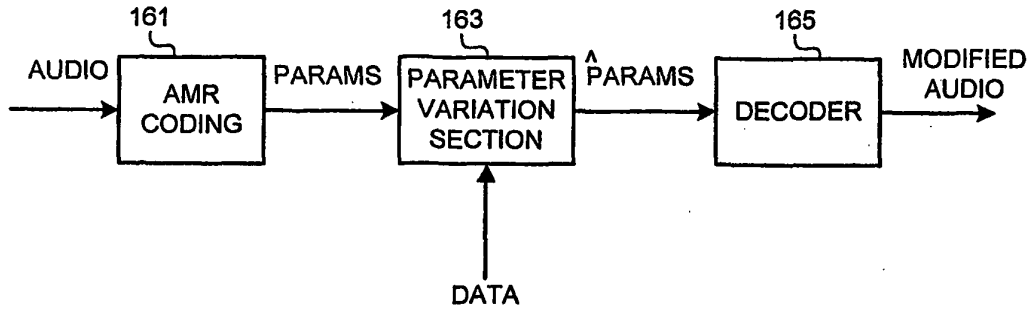 161
163
165
AUDIO
AMR
CODING
PARAMS
PARAMETER
VARIATION
SECTION
^
PARAMS
DECODER
MODIFIED
AUDIO
DATA